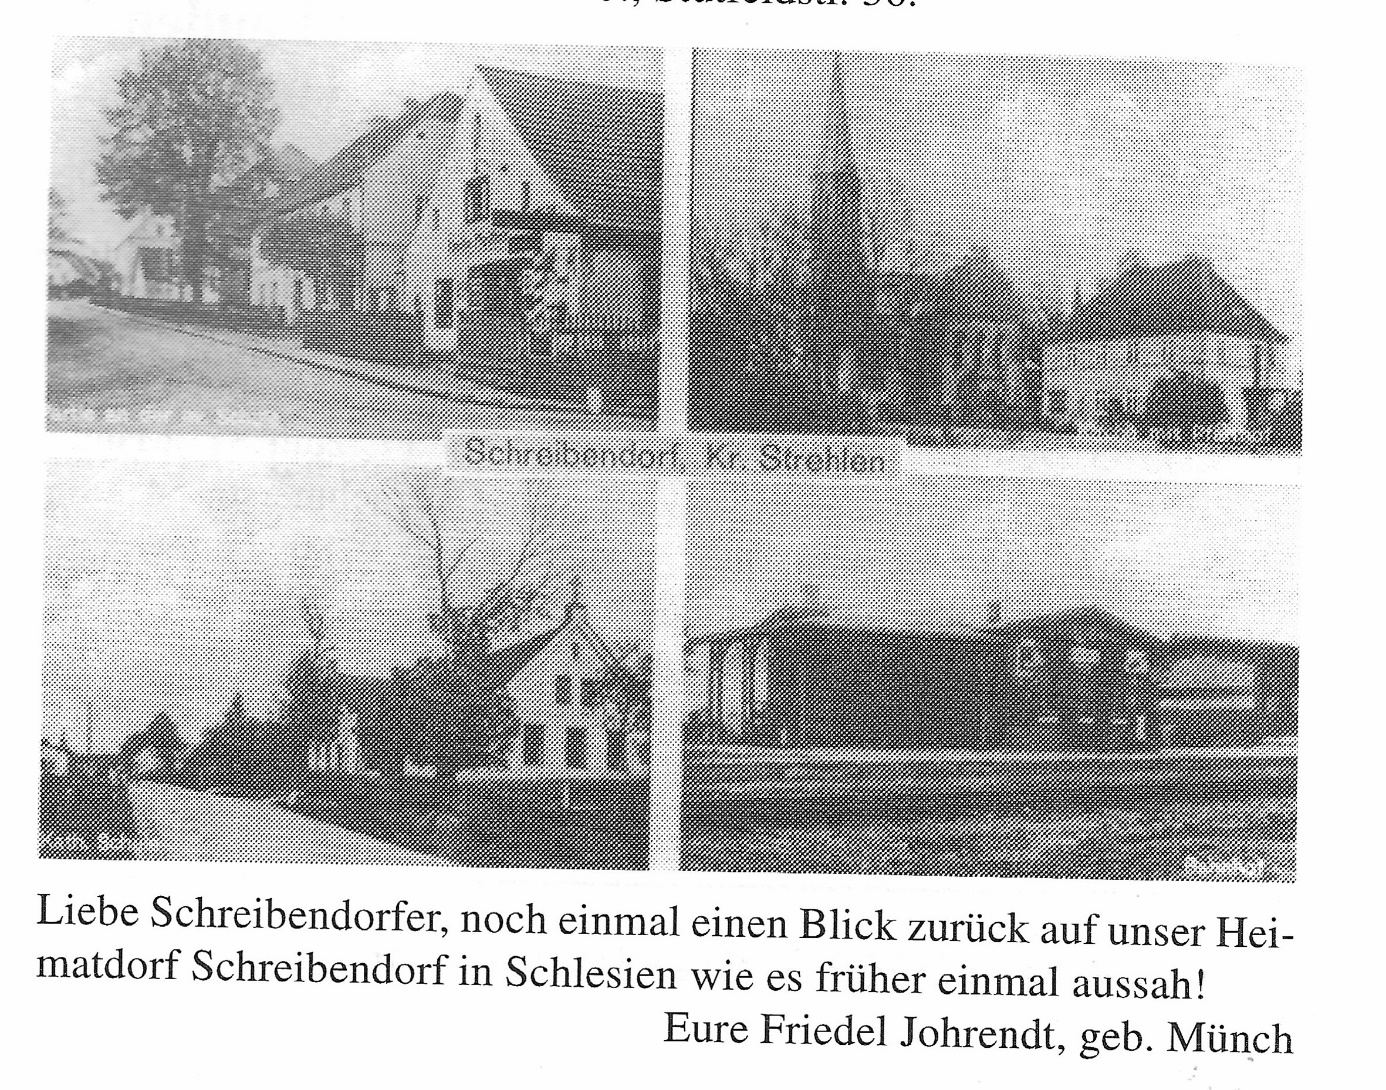 Schreibendorf, Kr. Strehlen
Bahnhof
Liebe Schreibendorfer, noch einmal einen Blick zurück auf unser Hei-
matdorf Schreibendorf in Schlesien wie es früher einmal aussah!
Eure Friedel Johrendt, geb. Münch